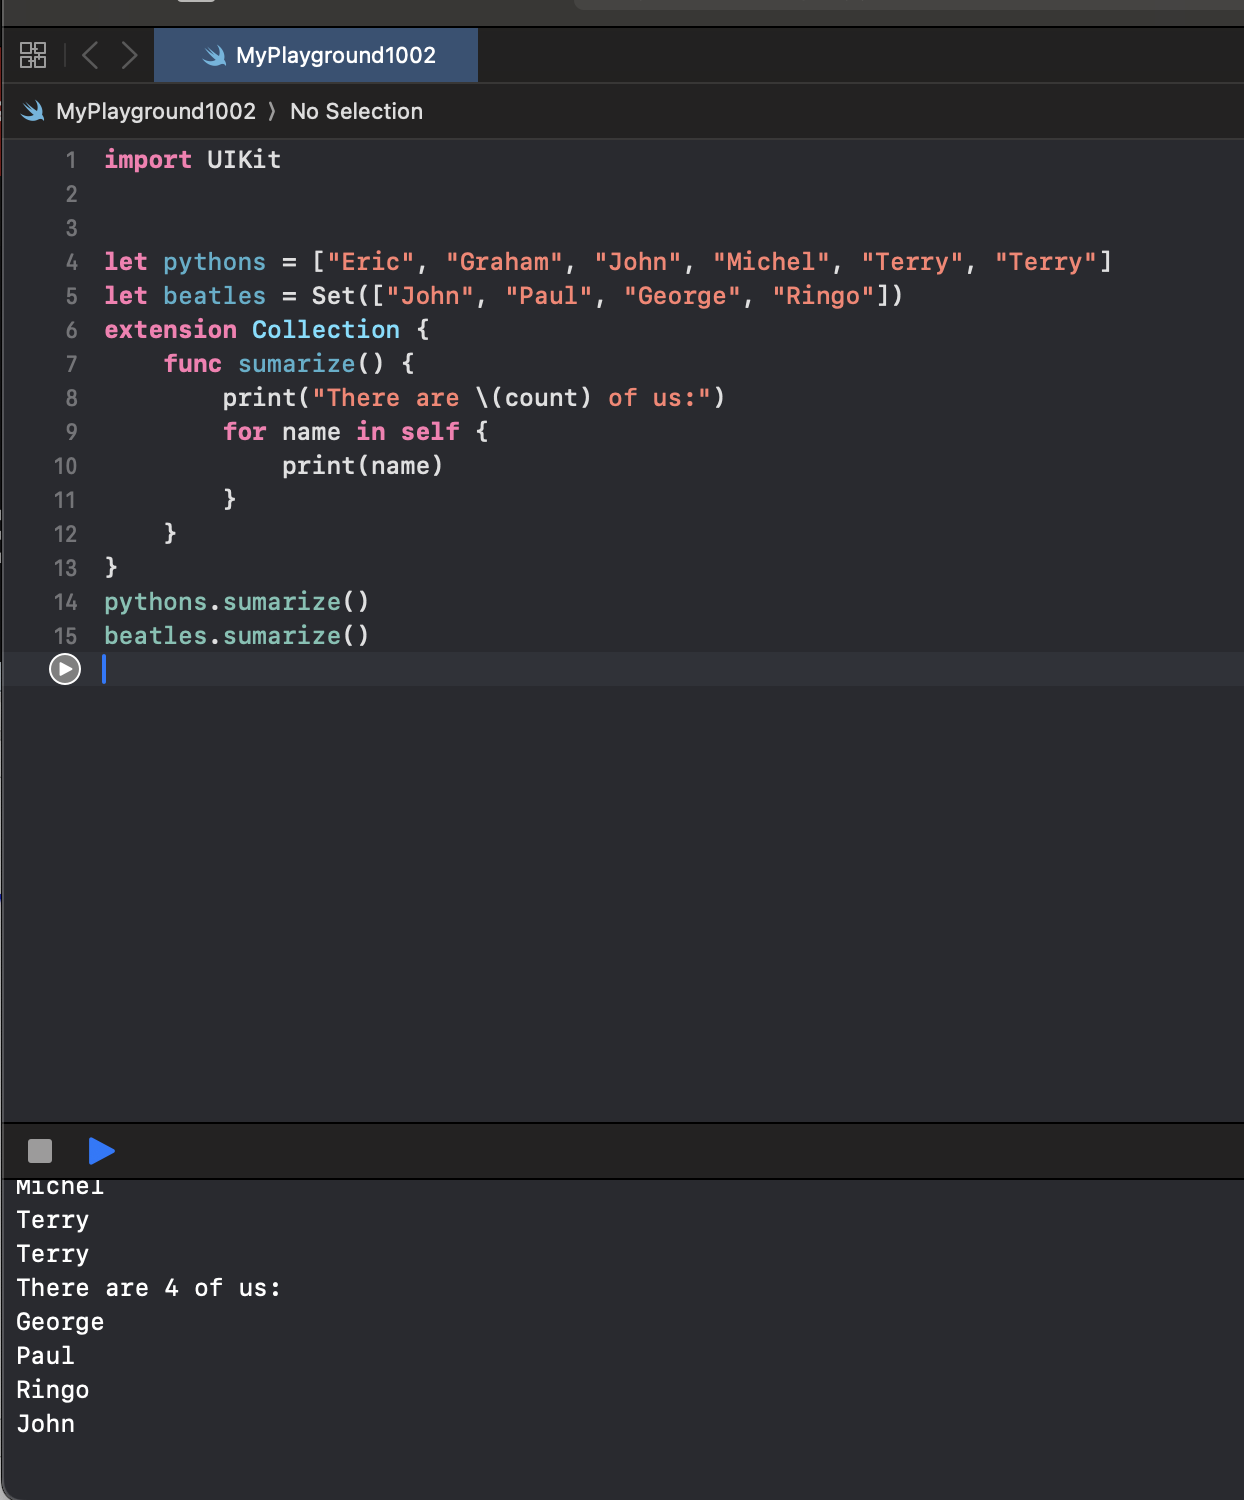 MyPlayground1002
MyPlayground1002 ⟩ No Selection
1 import UIKit
2
3
4 let pythons = ["Eric", "Graham", "John", "Michel", "Terry", "Terry"]
5 let beatles = Set(["John", "Paul", "George", "Ringo"])
6 extension Collection {
7     func sumarize() {
8         print("There are \(count) of us:")
9         for name in self {
10             print(name)
11         }
12     }
13 }
14 pythons.sumarize()
15 beatles.sumarize()
Michel
Terry
Terry
There are 4 of us:
George
Paul
Ringo
John